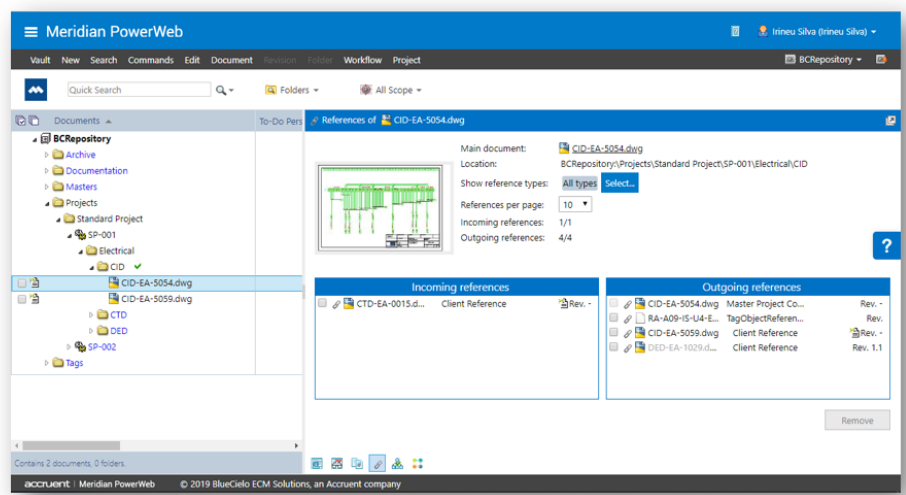 Meridian PowerWeb
Irineu Silva (Irineu Silva)
Vault New Search Commands Edit Document Revision Folder Workflow Project
BCRepository
Quick Search
Folders
All Scope
Documents
To-Do Pers
References of CID-EA-5054.dwg
BCRepository
Archive
Documentation
Masters
Projects
Standard Project
SP-001
Electrical
CID
CID-EA-5054.dwg
CID-EA-5059.dwg
CTD
DED
SP-002
Tags
Main document: CID-EA-5054.dwg
Location: BCRepository:\Projects\Standard Project\SP-001\Electrical\CID
Show reference types: All types Select...
References per page: 10
Incoming references: 1/1
Outgoing references: 4/4
?
Incoming references
CTD-EA-0015.d... Client Reference Rev. -
Outgoing references
CID-EA-5054.dwg Master Project Co... Rev. -
RA-A09-IS-U4-E... TagObjectReferen... Rev.
CID-EA-5059.dwg Client Reference Rev. -
DED-EA-1029.d... Client Reference Rev. 1.1
Remove
Contains 2 documents, 0 folders.
accruent | Meridian PowerWeb © 2019 BlueCielo ECM Solutions, an Accruent company